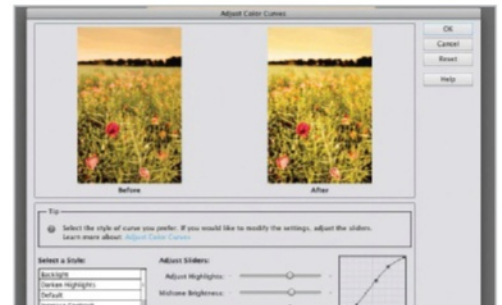 Adjust Color Curves
OK
Cancel
Reset
Help
Before
After
Tip
Select the style of curve you prefer. If you would like to modify the settings, adjust the sliders.
Learn more about: Adjust Color Curves
Select a Style:
Adjust Sliders:
Backlight
Darken Highlights
Default
Adjust Highlights:
Midtone Brightness: